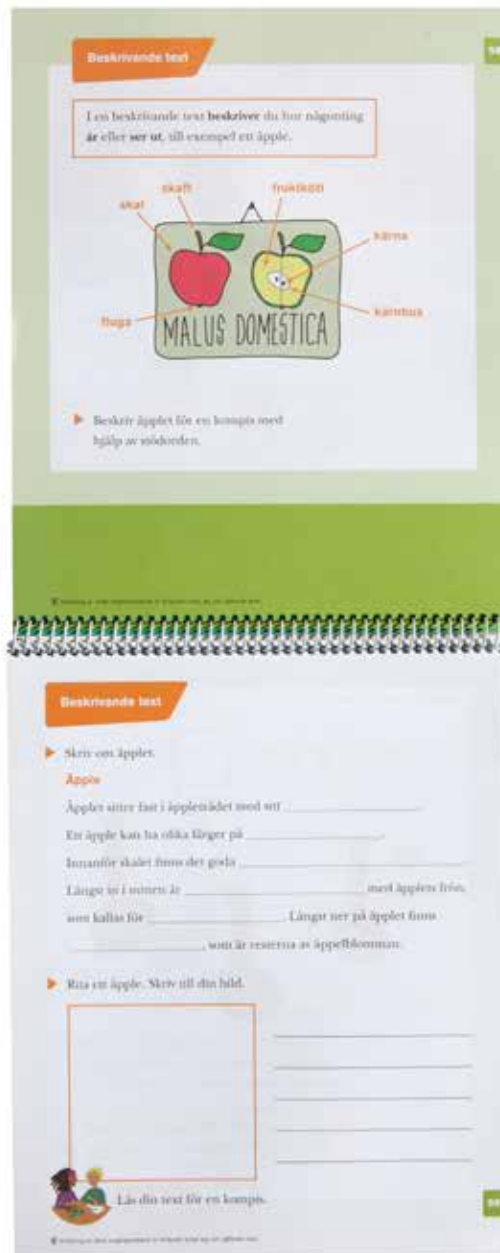 Beskrivande text
I en beskrivande text beskriver du hur någonting
är eller ser ut, till exempel ett äpple.
skaft
fruktkött
skal
kärna
fluga
kärnhus
MALUS DOMESTICA
Beskriv äpplet för en kompis med
hjälp av stödorden.
Beskrivande text
Skriv om äpplet.
Äpple
Äpplet sitter fast i äppleträdet med sitt
Ett äpple kan ha olika färger på
Innanför skalet finns det goda
Längst in i mitten är med äpplets frön,
som kallas för . Längst ner på äpplet finns
, som är resterna av äppelblomman.
Rita ett äpple. Skriv till din bild.
Läs din text för en kompis.